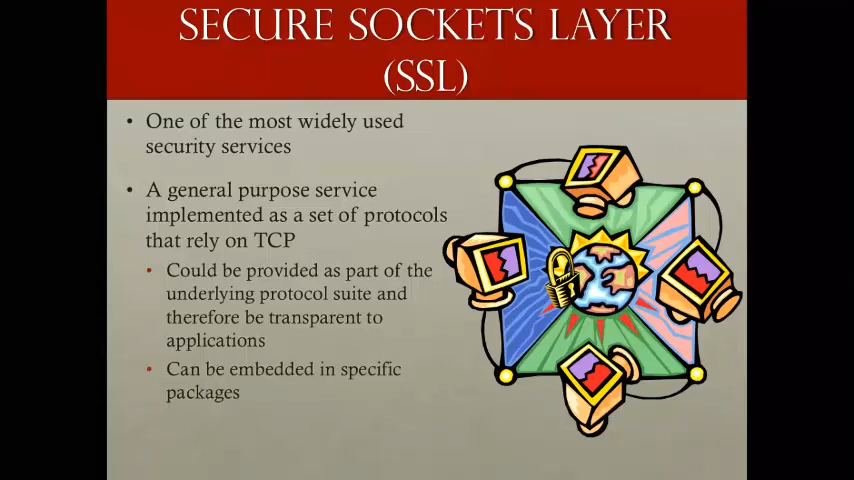 SECURE SOCKETS LAYER
(SSL)
• One of the most widely used
security services
• A general purpose service
implemented as a set of protocols
that rely on TCP
• Could be provided as part of the
underlying protocol suite and
therefore be transparent to
applications
• Can be embedded in specific
packages